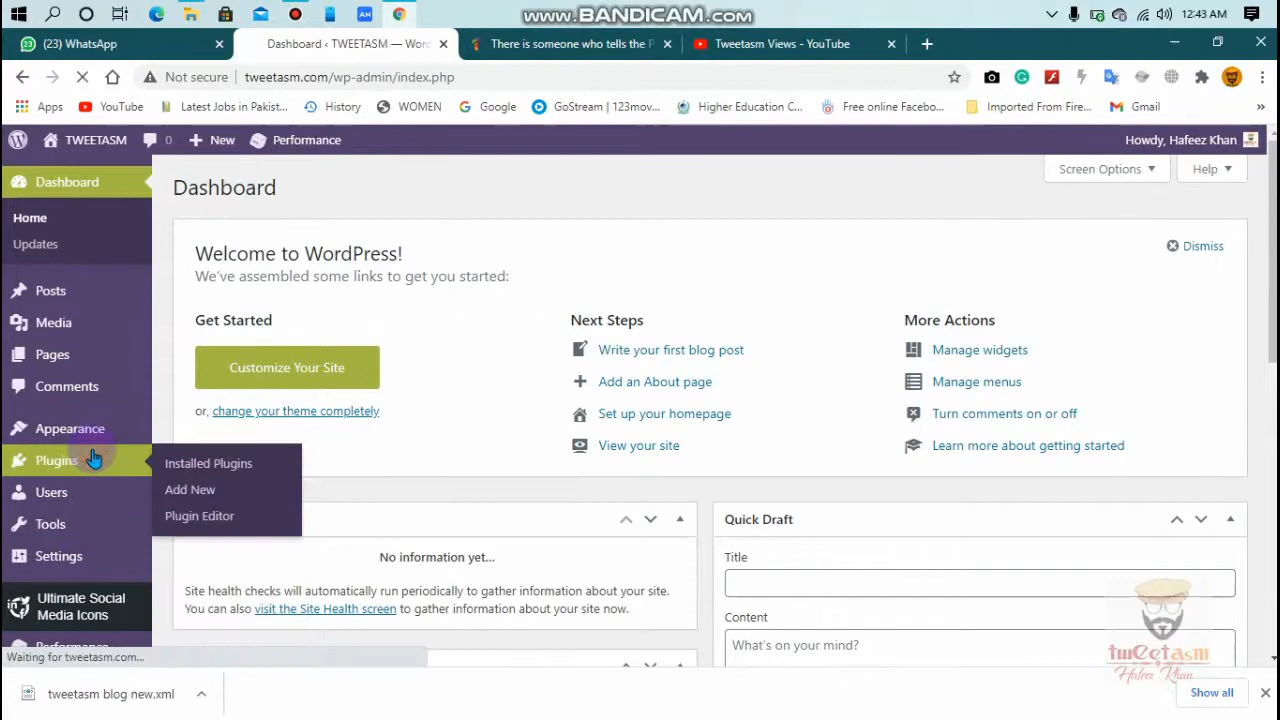 www.BANDICAM.com
12:43 AM
(23) WhatsApp
Dashboard ‹ TWEETASM — Wor
There is someone who tells the P
Tweetasm Views - YouTube
Not secure
tweetasm.com/wp-admin/index.php
Apps
YouTube
Latest Jobs in Pakist...
History
WOMEN
Google
GoStream | 123mov...
Higher Education C...
Free online Faceboo...
Imported From Fire...
Gmail
TWEETASM
0
New
Performance
Howdy, Hafeez Khan
Dashboard
Home
Updates
Posts
Media
Pages
Comments
Appearance
Plugins
Users
Tools
Settings
Ultimate Social
Media Icons
Performance
Installed Plugins
Add New
Plugin Editor
Screen Options
Help
Dashboard
Welcome to WordPress!
We've assembled some links to get you started:
Dismiss
Get Started
Customize Your Site
or, change your theme completely
Next Steps
Write your first blog post
Add an About page
Set up your homepage
View your site
More Actions
Manage widgets
Manage menus
Turn comments on or off
Learn more about getting started
No information yet...
Site health checks will automatically run periodically to gather information about your site.
You can also visit the Site Health screen to gather information about your site now.
Quick Draft
Title
Content
What's on your mind?
tweetasm
Hafeez Khan
Waiting for tweetasm.com...
tweetasm blog new.xml
Show all